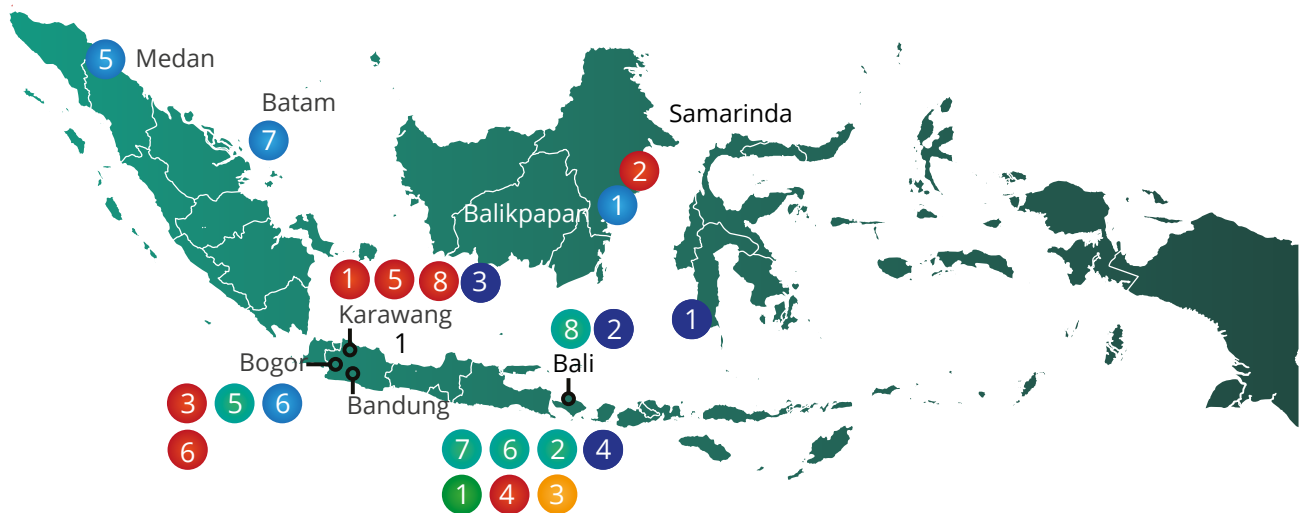 5 Medan
Batam
7
Samarinda
2
1
Balikpapan
1 5 8 3
Karawang
1
1
8 2
Bali
Bogor
Bandung
3 5 6
6
7 6 2 4
1 4 3